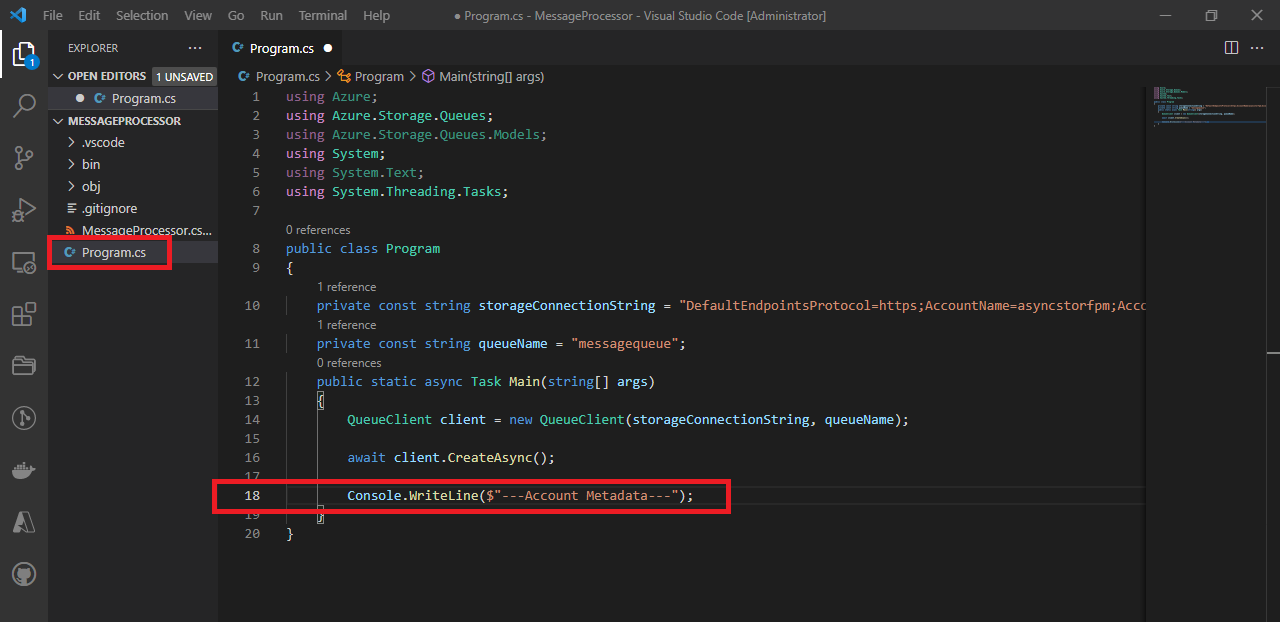 File Edit Selection View Go Run Terminal Help ● Program.cs - MessageProcessor - Visual Studio Code [Administrator]
EXPLORER ···
OPEN EDITORS 1 UNSAVED
Program.cs
MESSAGEPROCESSOR
.vscode
bin
obj
.gitignore
MessageProcessor.cs...
Program.cs
1
Program.cs ●
Program.cs > Program > Main(string[] args)
1 using Azure;
2 using Azure.Storage.Queues;
3 using Azure.Storage.Queues.Models;
4 using System;
5 using System.Text;
6 using System.Threading.Tasks;
7
0 references
8 public class Program
9 {
1 reference
10 private const string storageConnectionString = "DefaultEndpointsProtocol=https;AccountName=asyncstorfpm;Acco
1 reference
11 private const string queueName = "messagequeue";
0 references
12 public static async Task Main(string[] args)
13 {
14 QueueClient client = new QueueClient(storageConnectionString, queueName);
15
16 await client.CreateAsync();
17
18 Console.WriteLine($"---Account Metadata---");
19 }
20 }